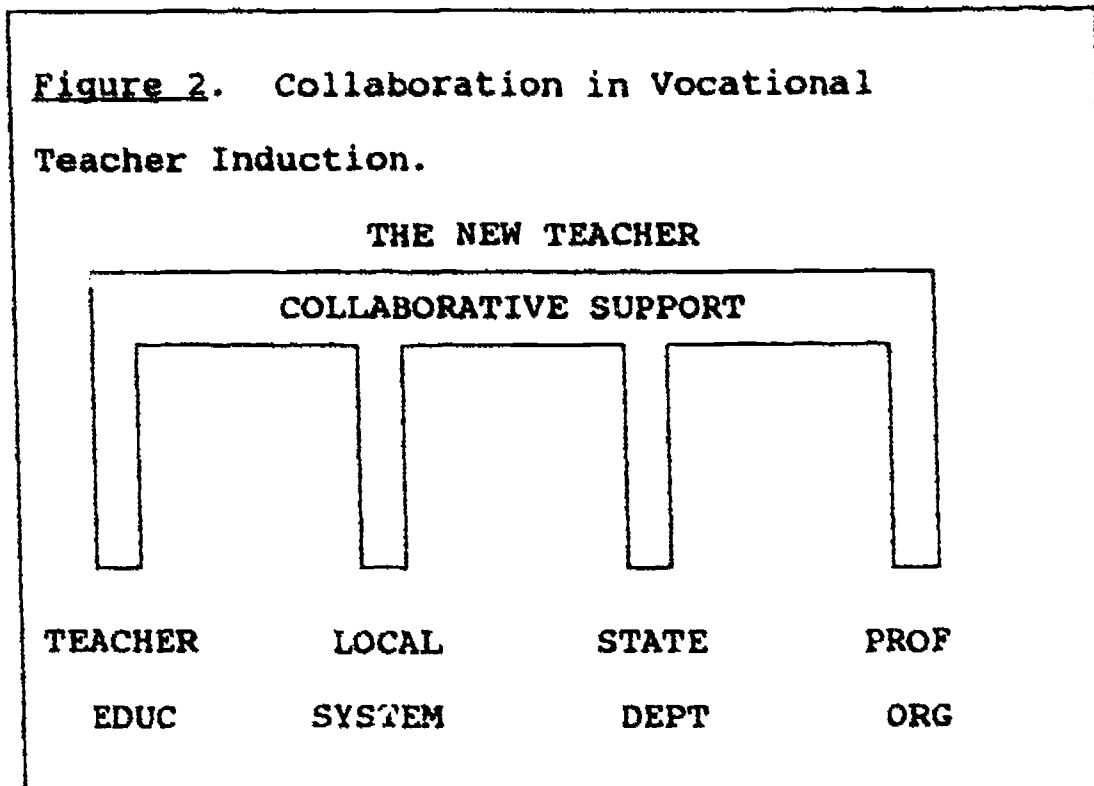 Figure 2. Collaboration in Vocational
Teacher Induction.
THE NEW TEACHER
COLLABORATIVE SUPPORT
TEACHER LOCAL STATE PROF
EDUC SYSTEM DEPT ORG